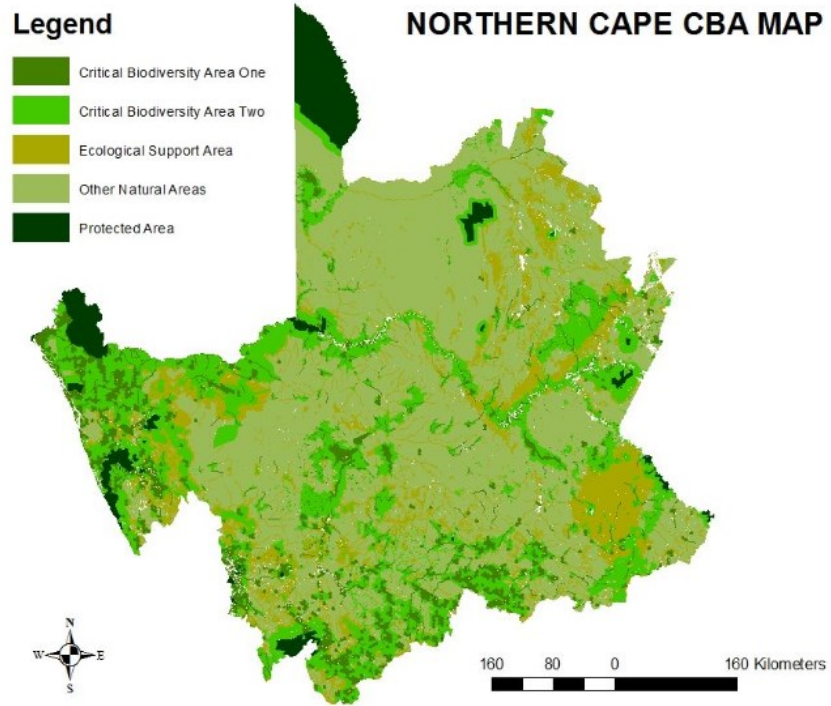 Legend
NORTHERN CAPE CBA MAP
Critical Biodiversity Area One
Critical Biodiversity Area Two
Ecological Support Area
Other Natural Areas
Protected Area
N
W E
S
160 80 0 160 Kilometers